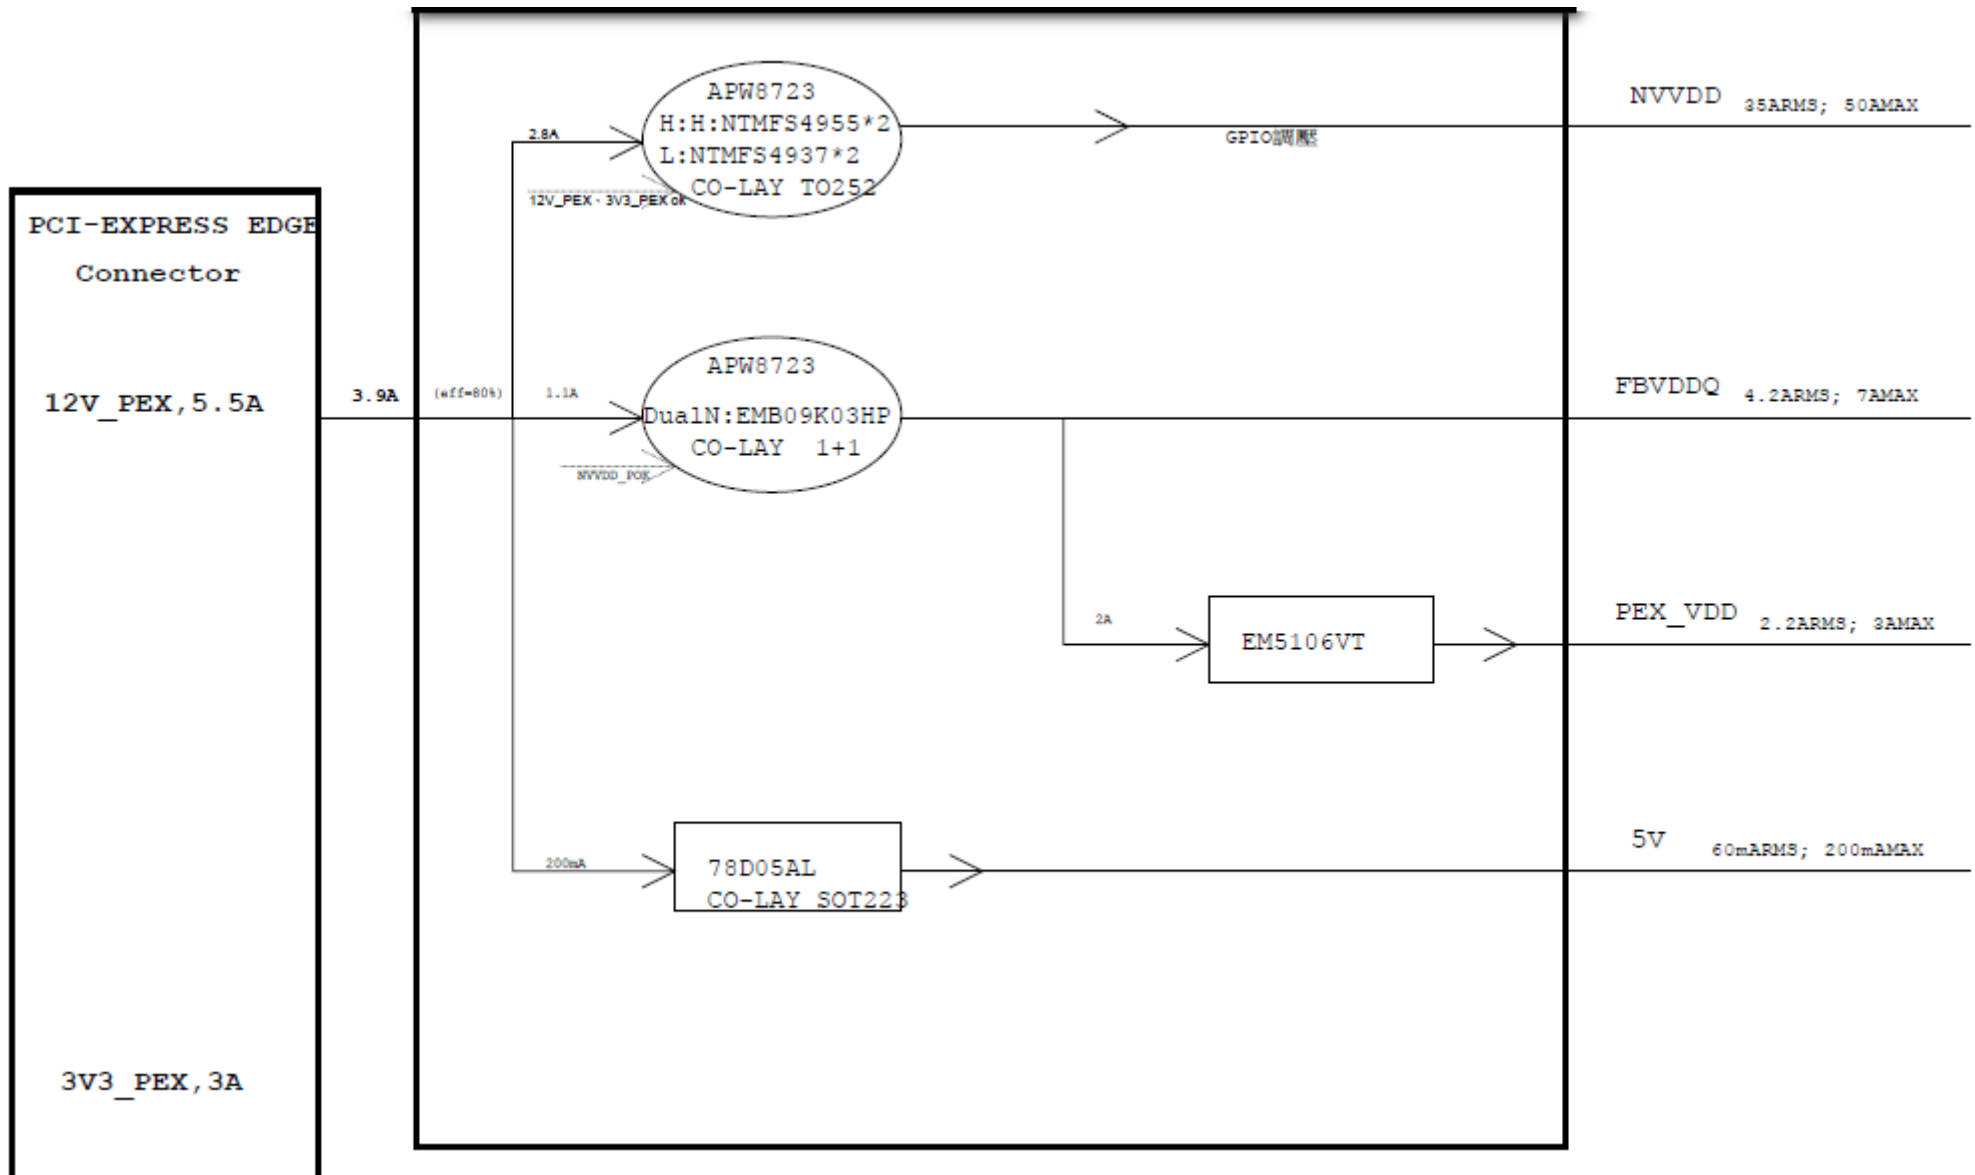 APW8723
H:H:NTMFS4955*2
L:NTMFS4937*2
CO-LAY TO252
2.8A
12V_PEX · 3V3_PEX ok
GPIO調壓
NVVDD 35ARMS; 50AMAX
PCI-EXPRESS EDGE
Connector
12V_PEX,5.5A
3.9A
(eff=80%)
1.1A
APW8723
DualN:EMB09K03HP
CO-LAY 1+1
NVVDD_POK
FBVDDQ 4.2ARMS; 7AMAX
2A
EM5106VT
PEX_VDD 2.2ARMS; 3AMAX
200mA
78D05AL
CO-LAY SOT223
5V 60mARMS; 200mAMAX
3V3_PEX,3A